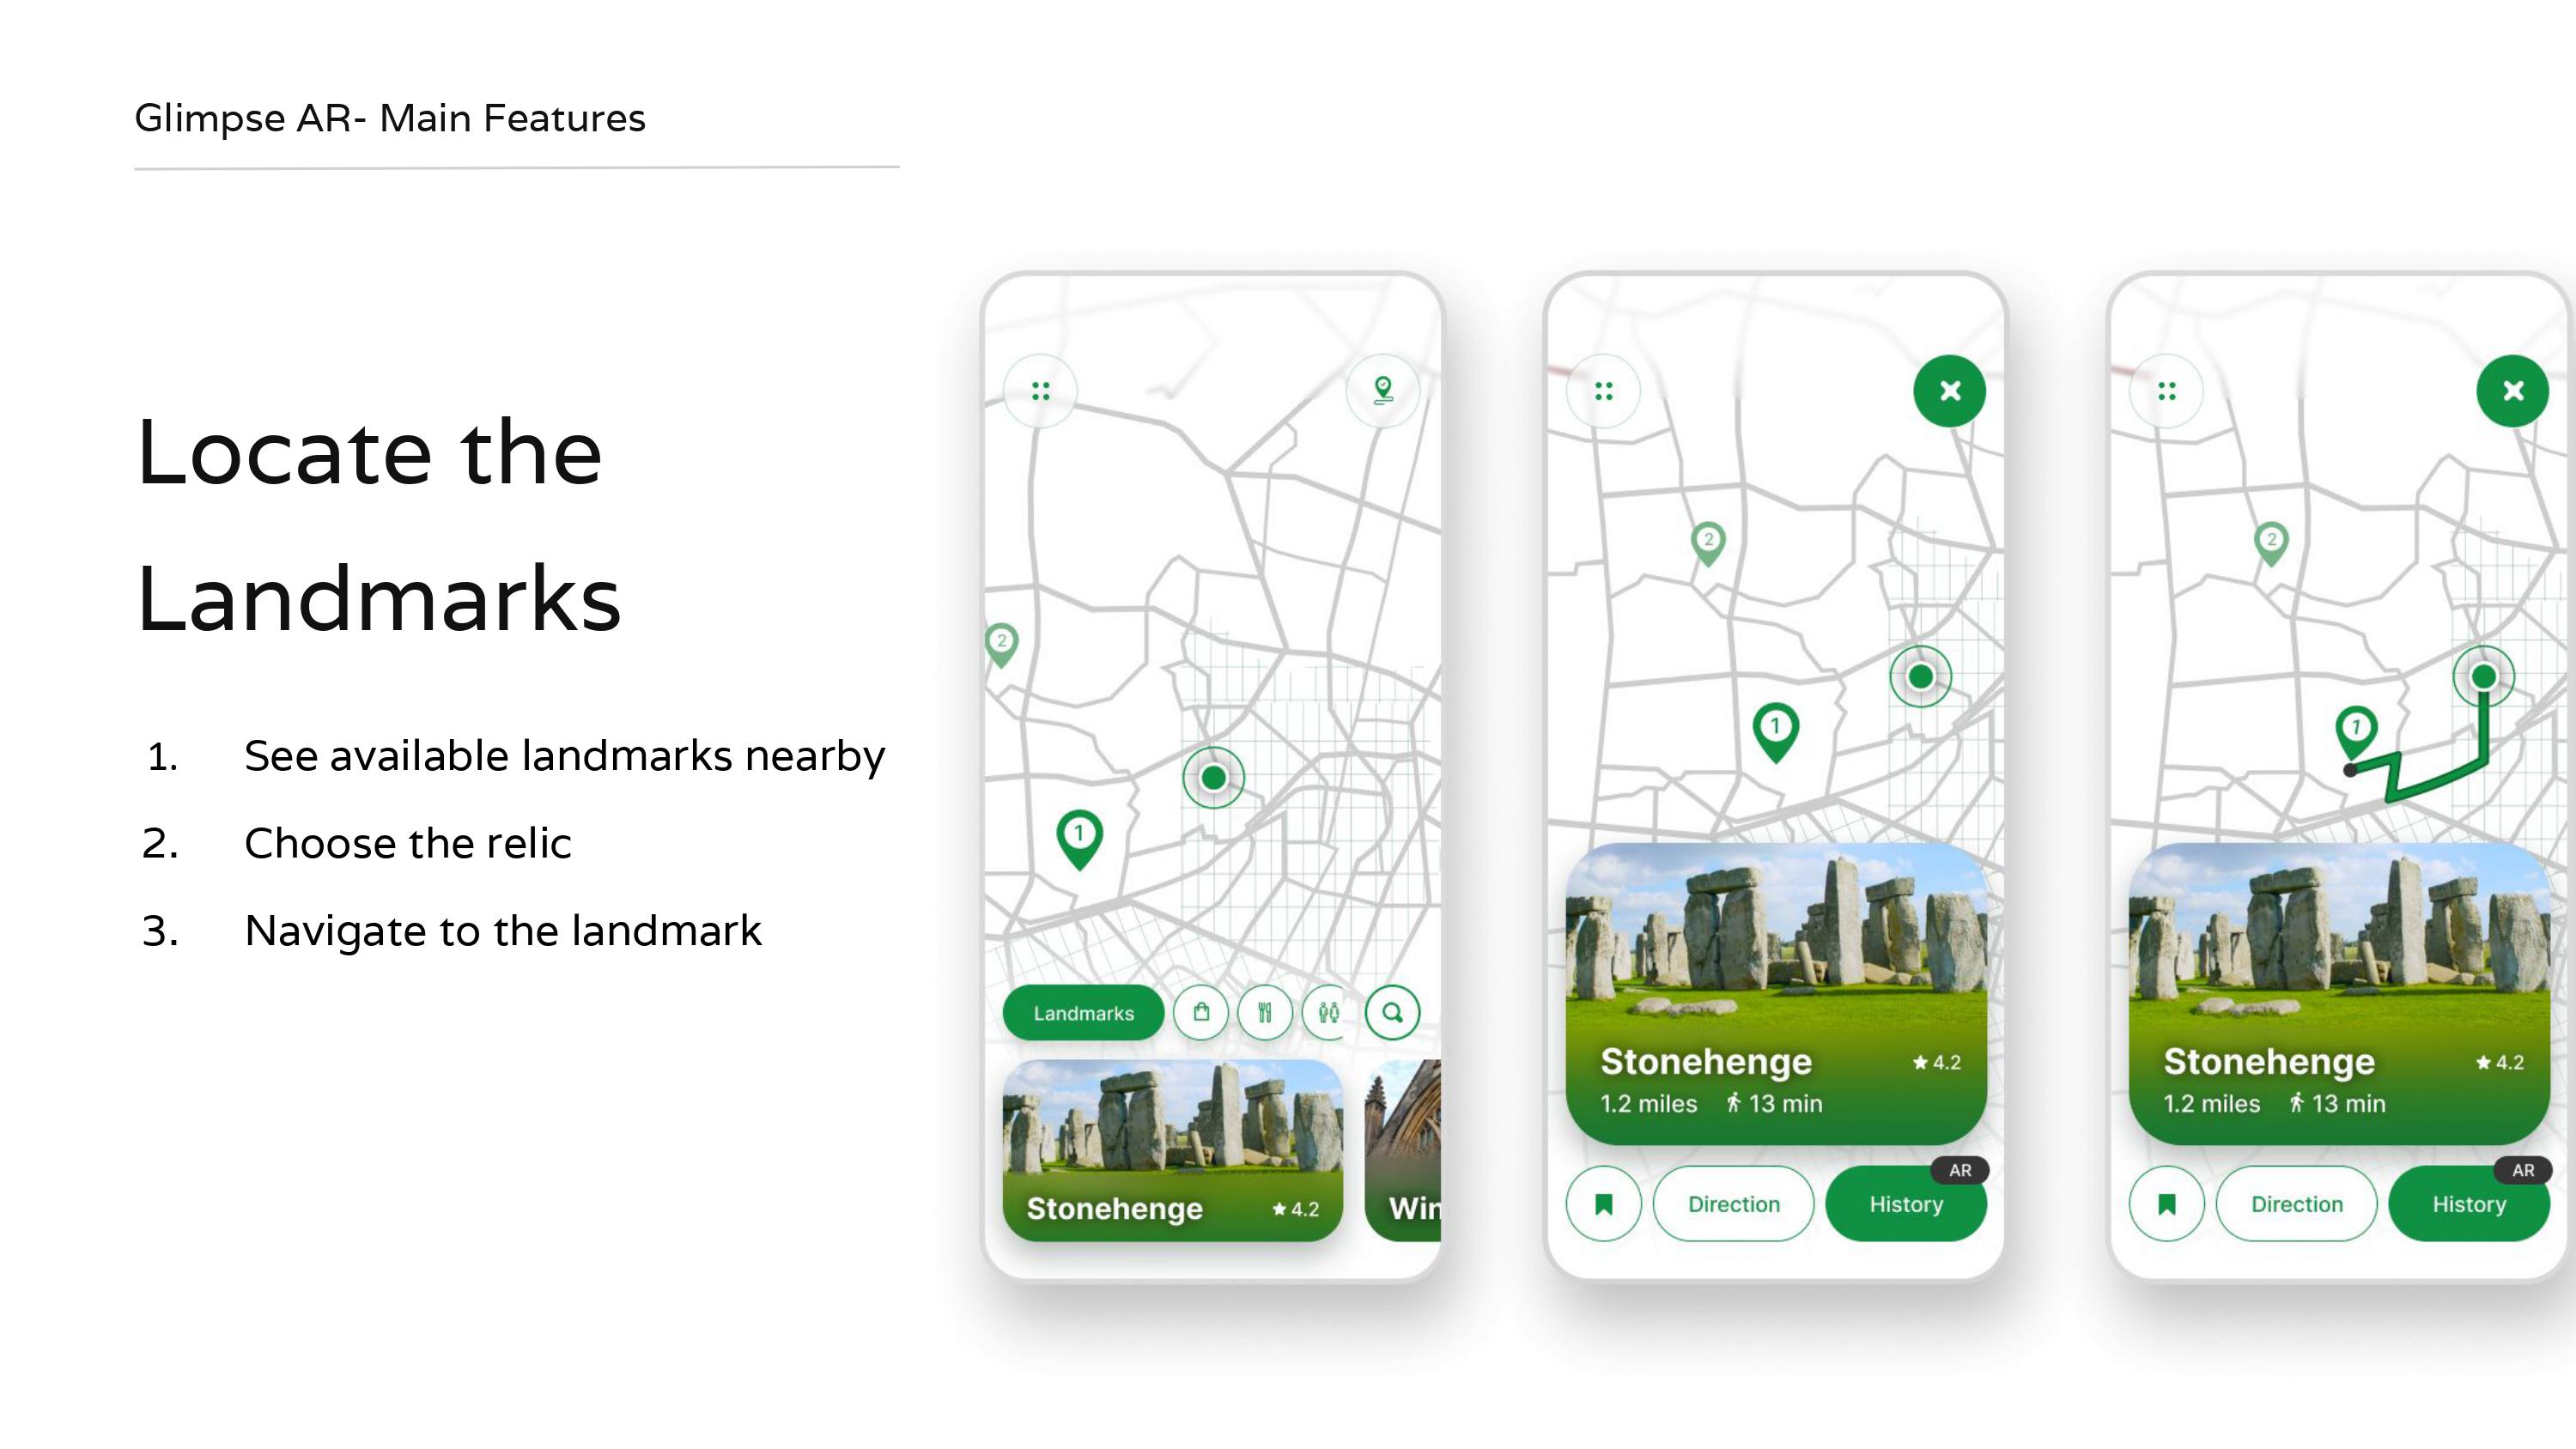 Glimpse AR- Main Features
Locate the
Landmarks
1. See available landmarks nearby
2. Choose the relic
3. Navigate to the landmark
2
1
Landmarks
Stonehenge
4.2
Win
2
1
Stonehenge
4.2
1.2 miles 13 min
Direction
History
AR
2
1
Stonehenge
4.2
1.2 miles 13 min
Direction
History
AR